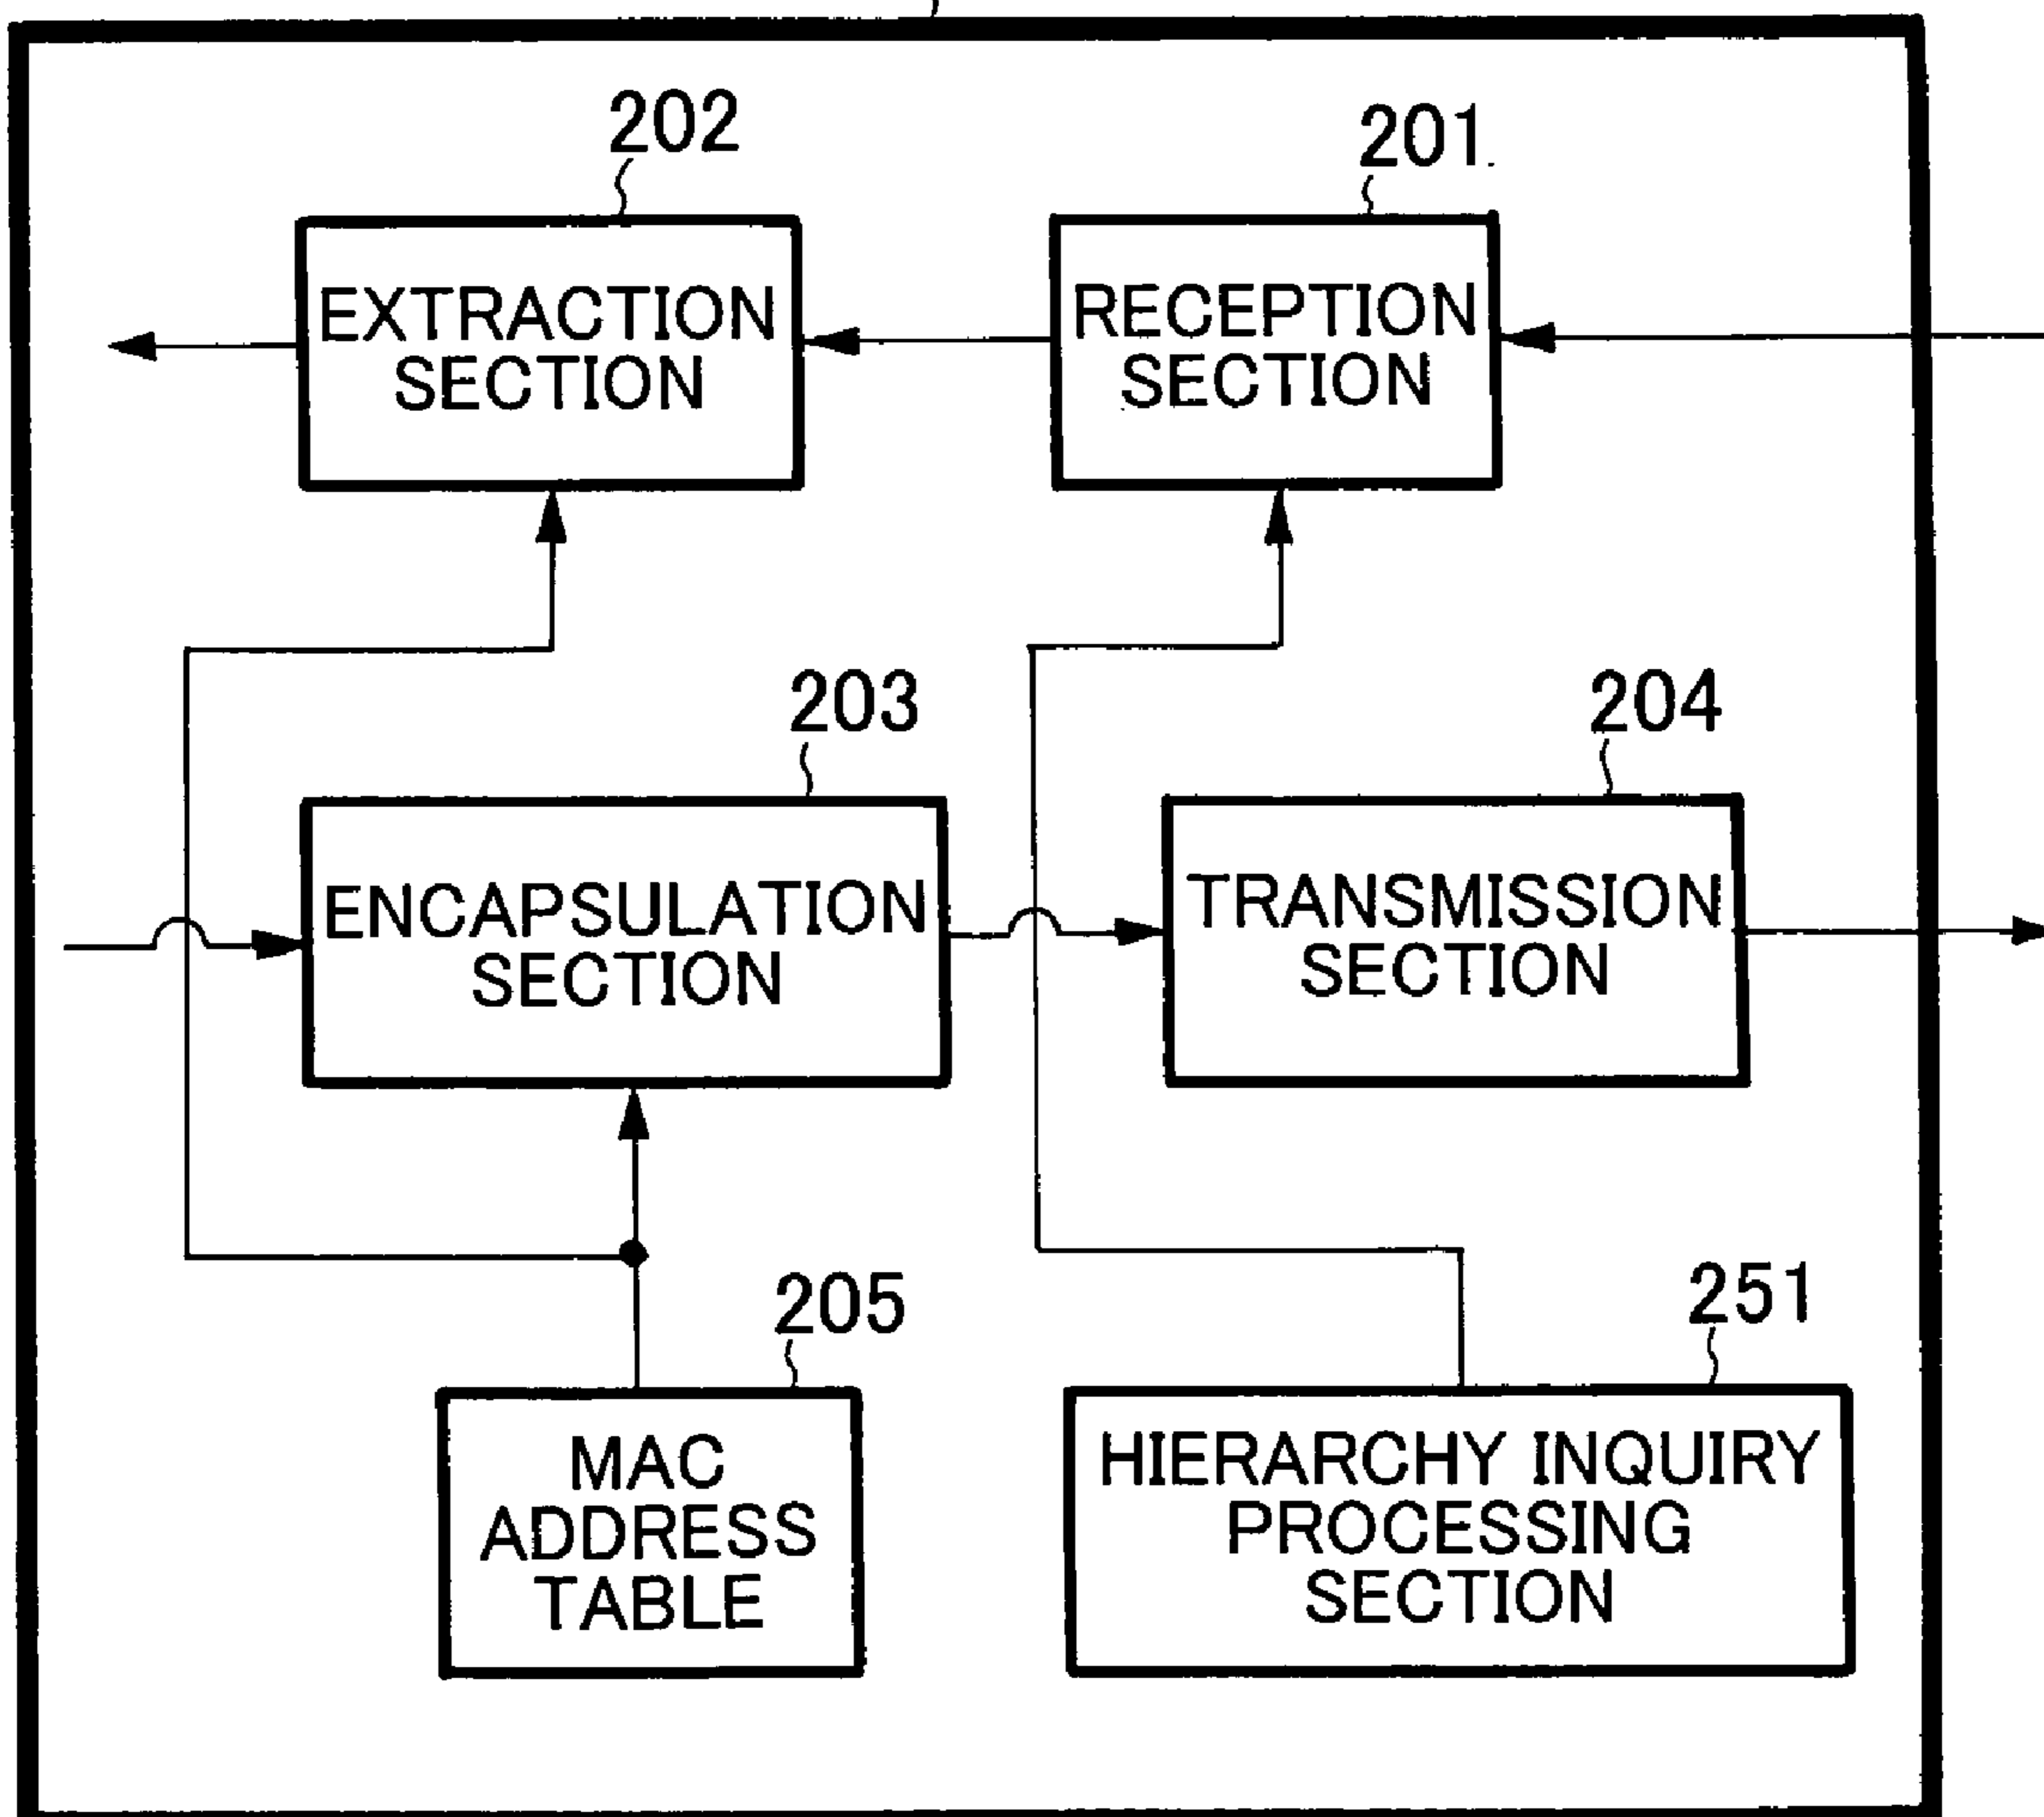 202
201
EXTRACTION
SECTION
RECEPTION
SECTION
203
204
ENCAPSULATION
SECTION
TRANSMISSION
SECTION
205
251
MAC
ADDRESS
TABLE
HIERARCHY INQUIRY
PROCESSING
SECTION